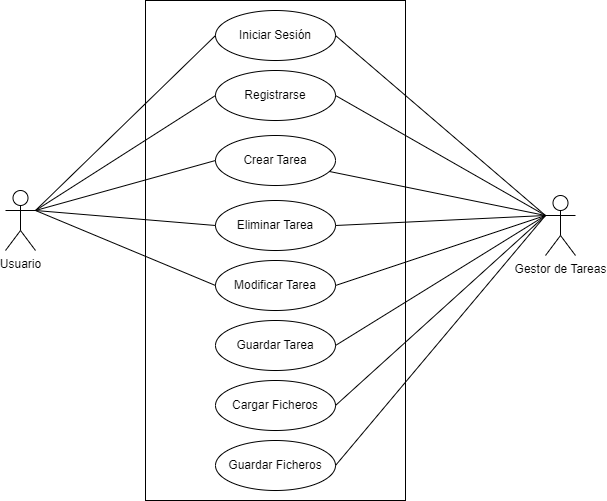 Iniciar Sesión
Registrarse
Crear Tarea
Eliminar Tarea
Modificar Tarea
Guardar Tarea
Cargar Ficheros
Guardar Ficheros
Usuario
Gestor de Tareas